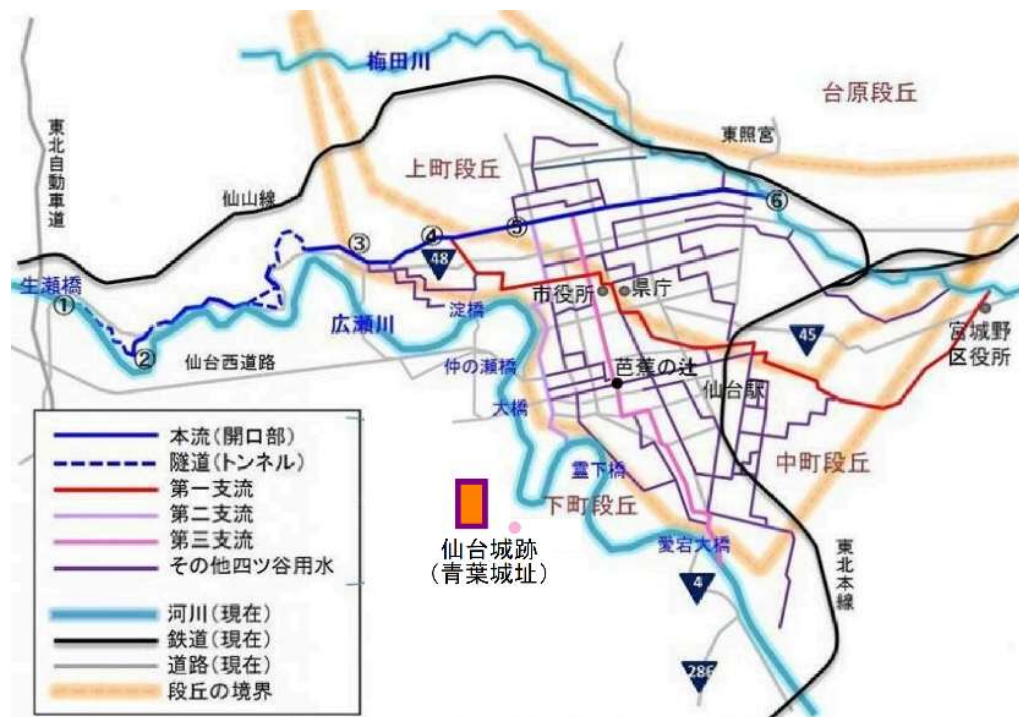 梅田川
台原段丘
東照宮
東北自動車道
上町段丘
仙山線
⑥
⑤
④
③
48
生瀬橋
①
市役所
県庁
淀橋
広瀬川
宮城野
区役所
45
②
仙台西道路
仲の瀬橋
芭蕉の辻
仙台駅
大橋
中町段丘
霊下橋
下町段丘
本流(開口部)
隧道(トンネル)
第一支流
第二支流
第三支流
その他四ツ谷用水
河川(現在)
鉄道(現在)
道路(現在)
段丘の境界
仙台城跡
(青葉城址)
愛宕大橋
東北本線
4
286